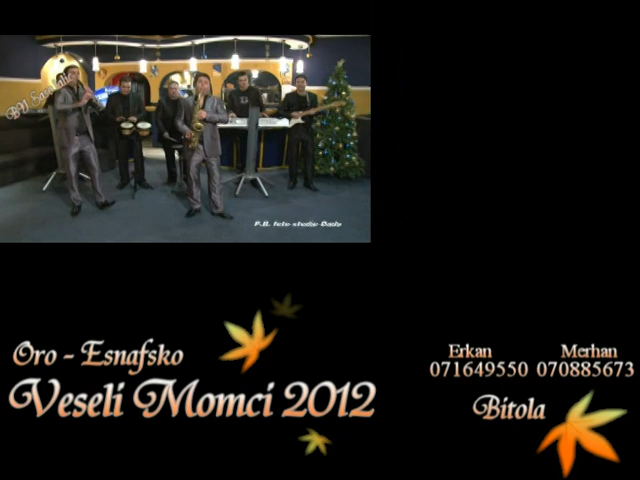 F.B. foto studio Dado
Oro - Esnafsko
Veseli Momci 2012
Erkan Merhan
071649550 070885673
Bitola